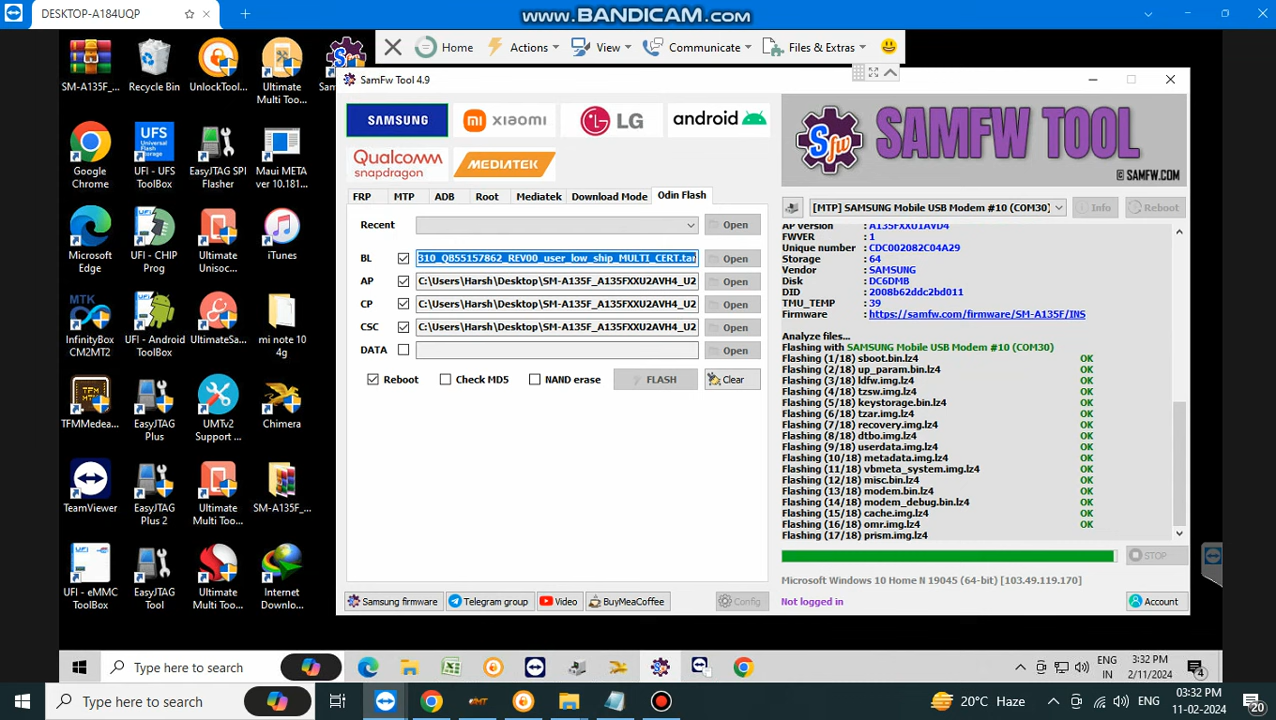 DESKTOP-A184UQP
www.BANDICAM.com
Home
Actions
View
Communicate
Files & Extras
SM-A135F_...
Recycle Bin
UnlockTool...
Ultimate
Multi Too...
Google
Chrome
UFI - UFS
ToolBox
EasyJTAG SPI
Flasher
Maui META
ver 10.181...
Microsoft
Edge
UFI - CHIP
Prog
Ultimate
Unisoc...
iTunes
InfinityBox
CM2MT2
UFI - Android
ToolBox
UltimateSa...
mi note 10
4g
TFMMedea...
EasyJTAG
Plus
UMTv2
Support ...
Chimera
TeamViewer
EasyJTAG
Plus 2
Ultimate
Multi Too...
SM-A135F_...
UFI - eMMC
ToolBox
EasyJTAG
Tool
Ultimate
Multi Too...
Internet
Downlo...
SamFw Tool 4.9
SAMSUNG
xiaomi
LG
android
Qualcomm
snapdragon
MEDIATEK
FRP
MTP
ADB
Root
Mediatek
Download Mode
Odin Flash
Recent
Open
BL
310_QB55157862_REV00_user_low_ship_MULTI_CERT.tar
Open
AP
C:\Users\Harsh\Desktop\SM-A135F_A135FXXU2AVH4_U2
Open
CP
C:\Users\Harsh\Desktop\SM-A135F_A135FXXU2AVH4_U2
Open
CSC
C:\Users\Harsh\Desktop\SM-A135F_A135FXXU2AVH4_U2
Open
DATA
Open
Reboot
Check MD5
NAND erase
FLASH
Clear
Samsung firmware
Telegram group
Video
BuyMeaCoffee
Config
Sfw
SAMFW TOOL
© SAMFW.COM
[MTP] SAMSUNG Mobile USB Modem #10 (COM30)
Info
Reboot
AP version : A135FXXU1AVD4
FWVER : 1
Unique number : CDC002082C04A29
Storage : 64
Vendor : SAMSUNG
Disk : DC6DMB
DID : 2008b62ddc2bd011
TMU_TEMP : 39
Firmware : https://samfw.com/firmware/SM-A135F/INS
Analyze files...
Flashing with SAMSUNG Mobile USB Modem #10 (COM30)
Flashing (1/18) sboot.bin.lz4 OK
Flashing (2/18) up_param.bin.lz4 OK
Flashing (3/18) ldfw.img.lz4 OK
Flashing (4/18) tzsw.img.lz4 OK
Flashing (5/18) keystorage.bin.lz4 OK
Flashing (6/18) tzar.img.lz4 OK
Flashing (7/18) recovery.img.lz4 OK
Flashing (8/18) dtbo.img.lz4 OK
Flashing (9/18) userdata.img.lz4 OK
Flashing (10/18) metadata.img.lz4 OK
Flashing (11/18) vbmeta_system.img.lz4 OK
Flashing (12/18) misc.bin.lz4 OK
Flashing (13/18) modem.bin.lz4 OK
Flashing (14/18) modem_debug.bin.lz4 OK
Flashing (15/18) cache.img.lz4 OK
Flashing (16/18) omr.img.lz4 OK
Flashing (17/18) prism.img.lz4
STOP
Microsoft Windows 10 Home N 19045 (64-bit) [103.49.119.170]
Not logged in
Account
Type here to search
ENG
IN
3:32 PM
2/11/2024
4
Type here to search
20°C Haze
ENG
03:32 PM
11-02-2024
20